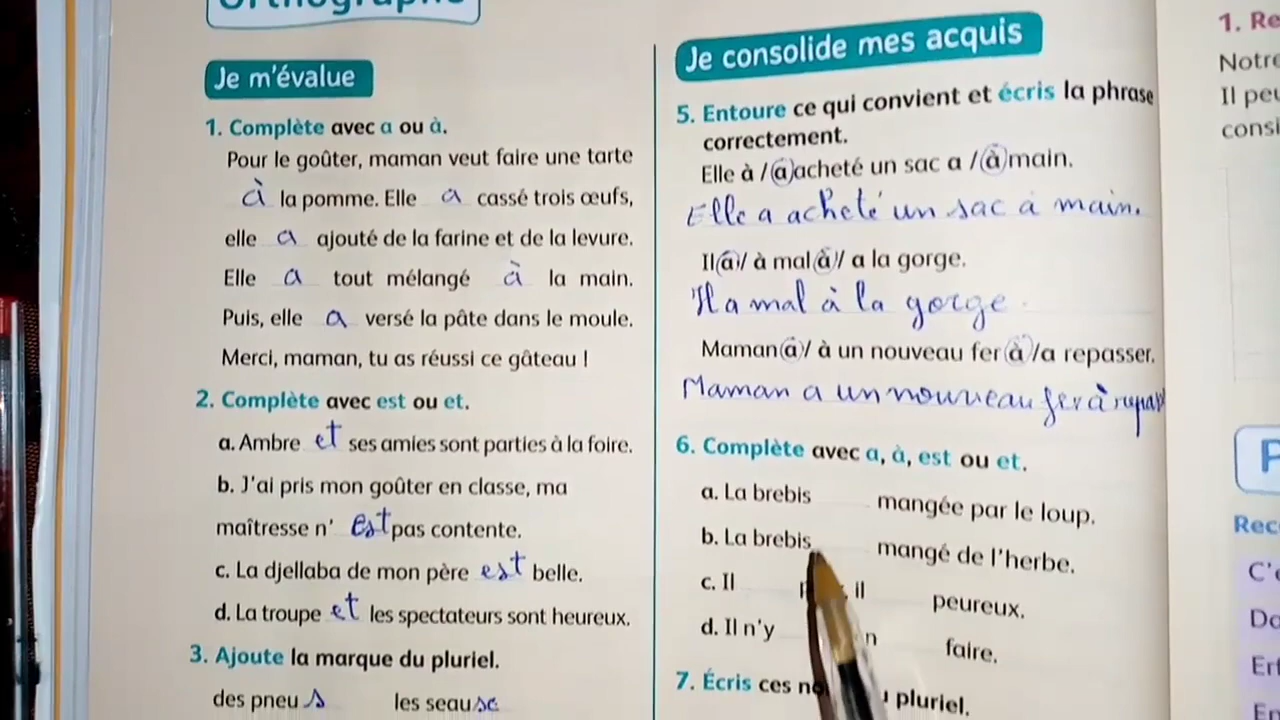 Orthographe
Je m'évalue
1. Complète avec a ou à.
Pour le goûter, maman veut faire une tarte
à la pomme. Elle a cassé trois œufs,
elle a ajouté de la farine et de la levure.
Elle a tout mélangé à la main.
Puis, elle a versé la pâte dans le moule.
Merci, maman, tu as réussi ce gâteau !
2. Complète avec est ou et.
a. Ambre et ses amies sont parties à la foire.
b. J'ai pris mon goûter en classe, ma
maîtresse n' est pas contente.
c. La djellaba de mon père est belle.
d. La troupe et les spectateurs sont heureux.
3. Ajoute la marque du pluriel.
des pneu s les seau x
Je consolide mes acquis
5. Entoure ce qui convient et écris la phrase
correctement.
Elle à / a acheté un sac a / à main.
Elle a acheté un sac à main.
Il a / à mal à / a la gorge.
Il a mal à la gorge.
Maman a / à un nouveau fer à / a repasser.
Maman a un nouveau fer à repass
6. Complète avec a, à, est ou et.
a. La brebis mangée par le loup.
b. La brebis mangé de l'herbe.
c. Il il peureux.
d. Il n'y n faire.
7. Écris ces no u pluriel.
1. Re
Notre
Il peu
consi
P
Rec
C'e
Do